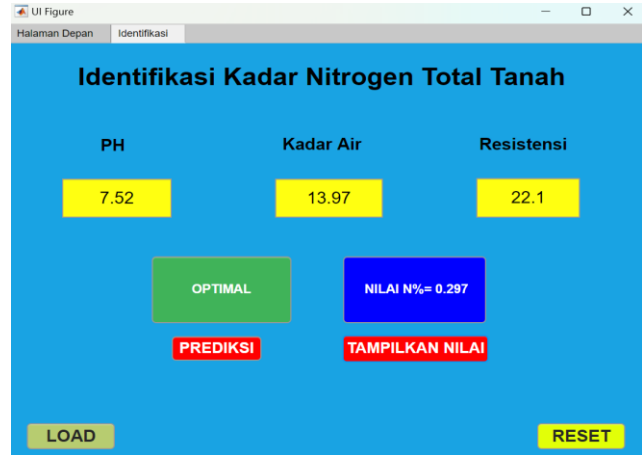 UI Figure
Halaman Depan Identifikasi
Identifikasi Kadar Nitrogen Total Tanah
PH Kadar Air Resistensi
7.52 13.97 22.1
OPTIMAL NILAI N%= 0.297
PREDIKSI TAMPILKAN NILAI
LOAD RESET